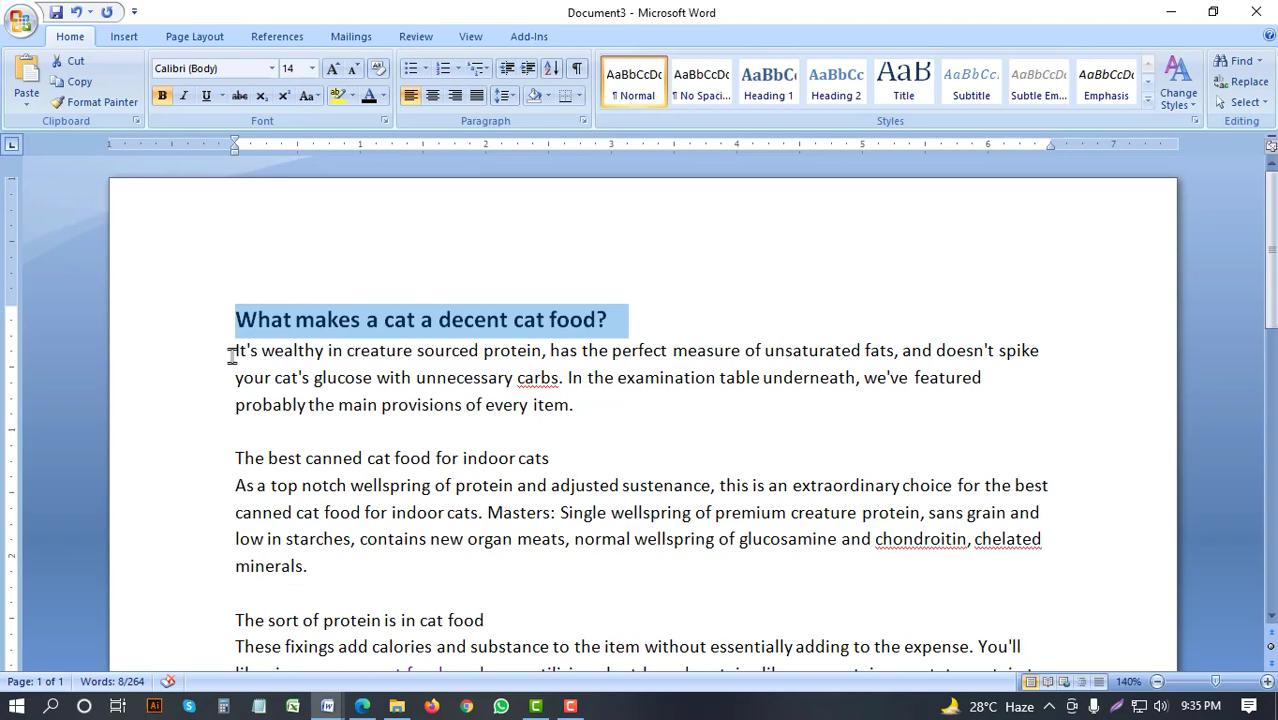 Document3 - Microsoft Word
Home Insert Page Layout References Mailings Review View Add-Ins
Paste
Cut
Copy
Format Painter
Clipboard
Calibri (Body) 14
Font
Paragraph
AaBbCcDc AaBbCcDc AaBbC AaBbCc AaB AaBbCc. AaBbCcDc AaBbCcDc
¶ Normal ¶ No Spaci... Heading 1 Heading 2 Title Subtitle Subtle Em... Emphasis
Change
Styles
Styles
Find
Replace
Select
Editing
1 1 2 3 4 5 6 7
What makes a cat a decent cat food?
It's wealthy in creature sourced protein, has the perfect measure of unsaturated fats, and doesn't spike
your cat's glucose with unnecessary carbs. In the examination table underneath, we've featured
probably the main provisions of every item.
The best canned cat food for indoor cats
As a top notch wellspring of protein and adjusted sustenance, this is an extraordinary choice for the best
canned cat food for indoor cats. Masters: Single wellspring of premium creature protein, sans grain and
low in starches, contains new organ meats, normal wellspring of glucosamine and chondroitin, chelated
minerals.
The sort of protein is in cat food
These fixings add calories and substance to the item without essentially adding to the expense. You'll
Page: 1 of 1 Words: 8/264 140%
28°C Haze 9:35 PM